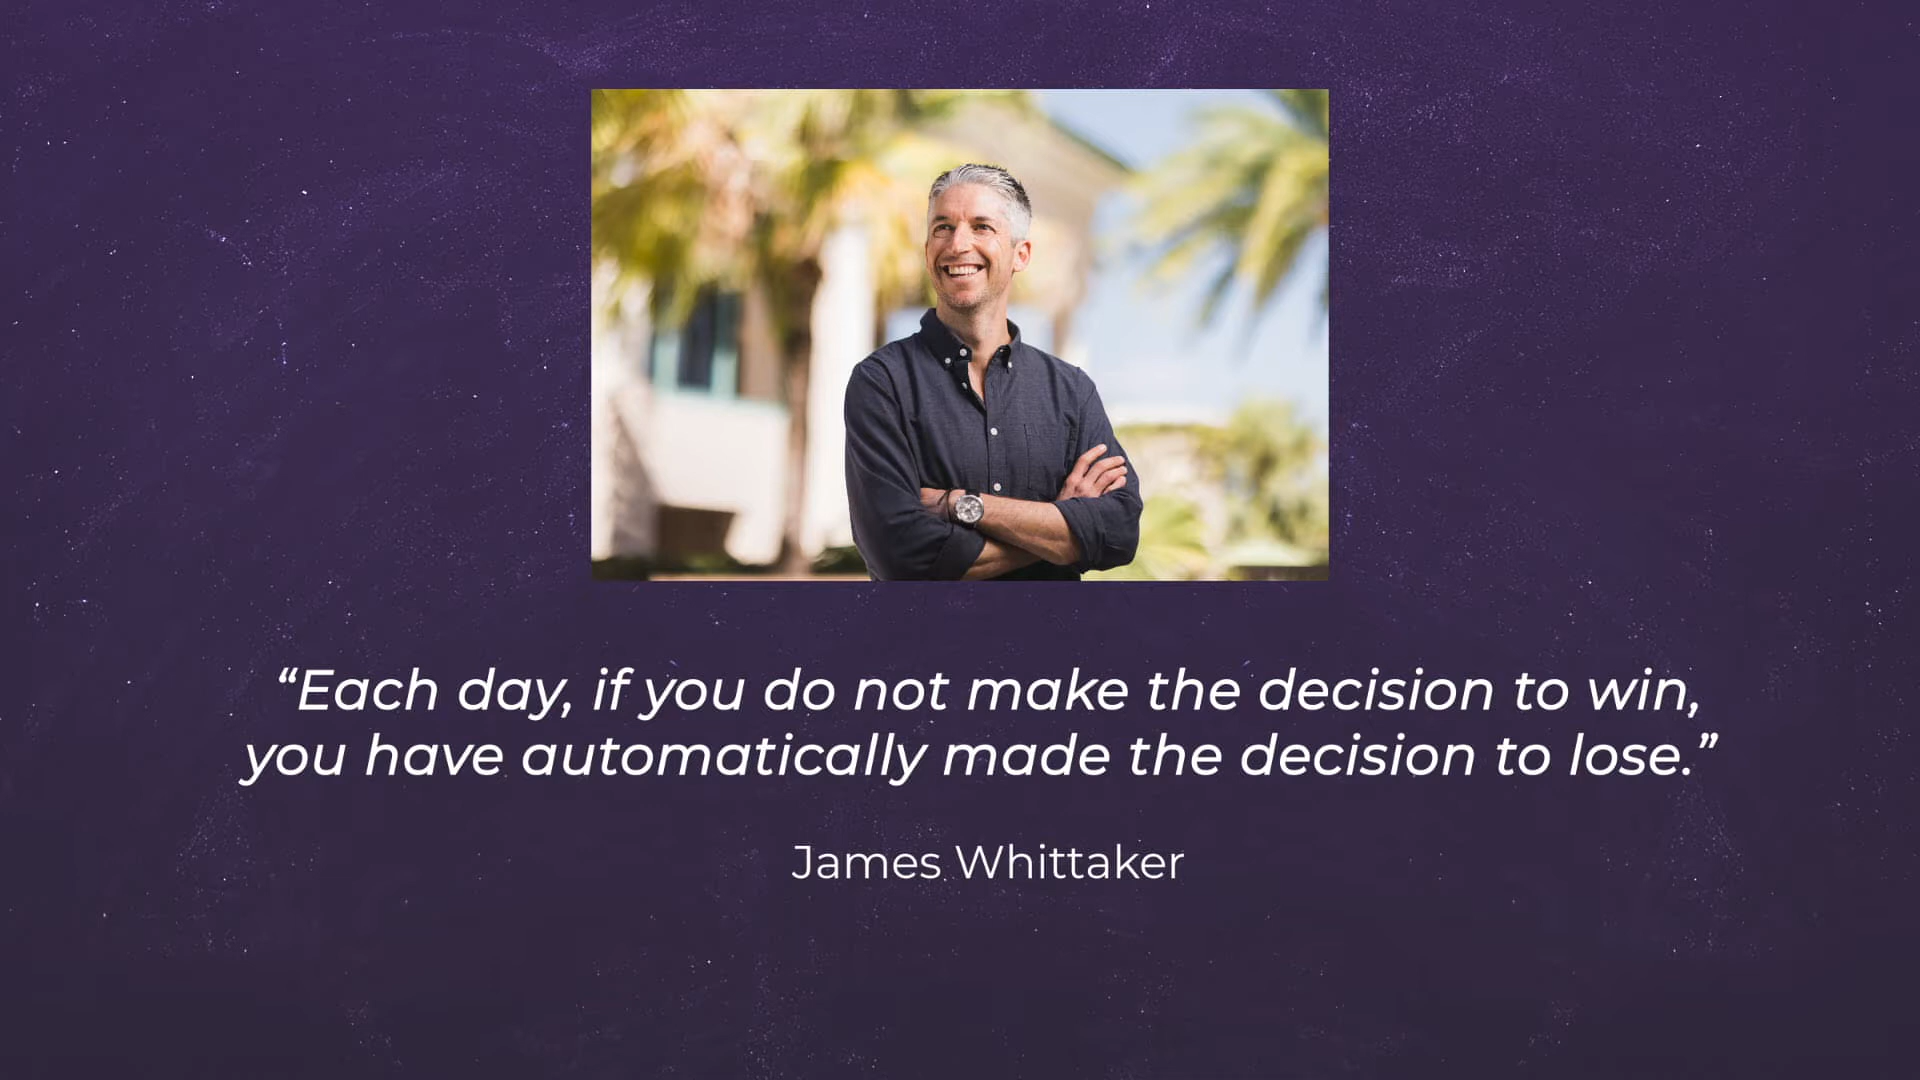 “Each day, if you do not make the decision to win,
you have automatically made the decision to lose.”
James Whittaker